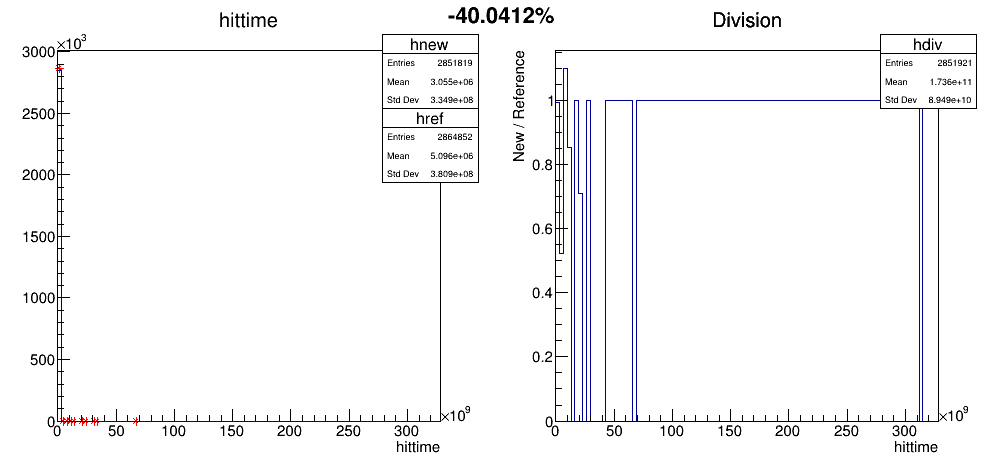 -40.0412%
hittime
×10³
3000
2500
2000
1500
1000
500
0
0 50 100 150 200 250 300
×10⁹
hittime
hnew
Entries 2851819
Mean 3.055e+06
Std Dev 3.349e+08
href
Entries 2864852
Mean 5.096e+06
Std Dev 3.809e+08
Division
New / Reference
1
0.8
0.6
0.4
0.2
0
0 50 100 150 200 250 300
×10⁹
hittime
hdiv
Entries 2851921
Mean 1.736e+11
Std Dev 8.949e+10